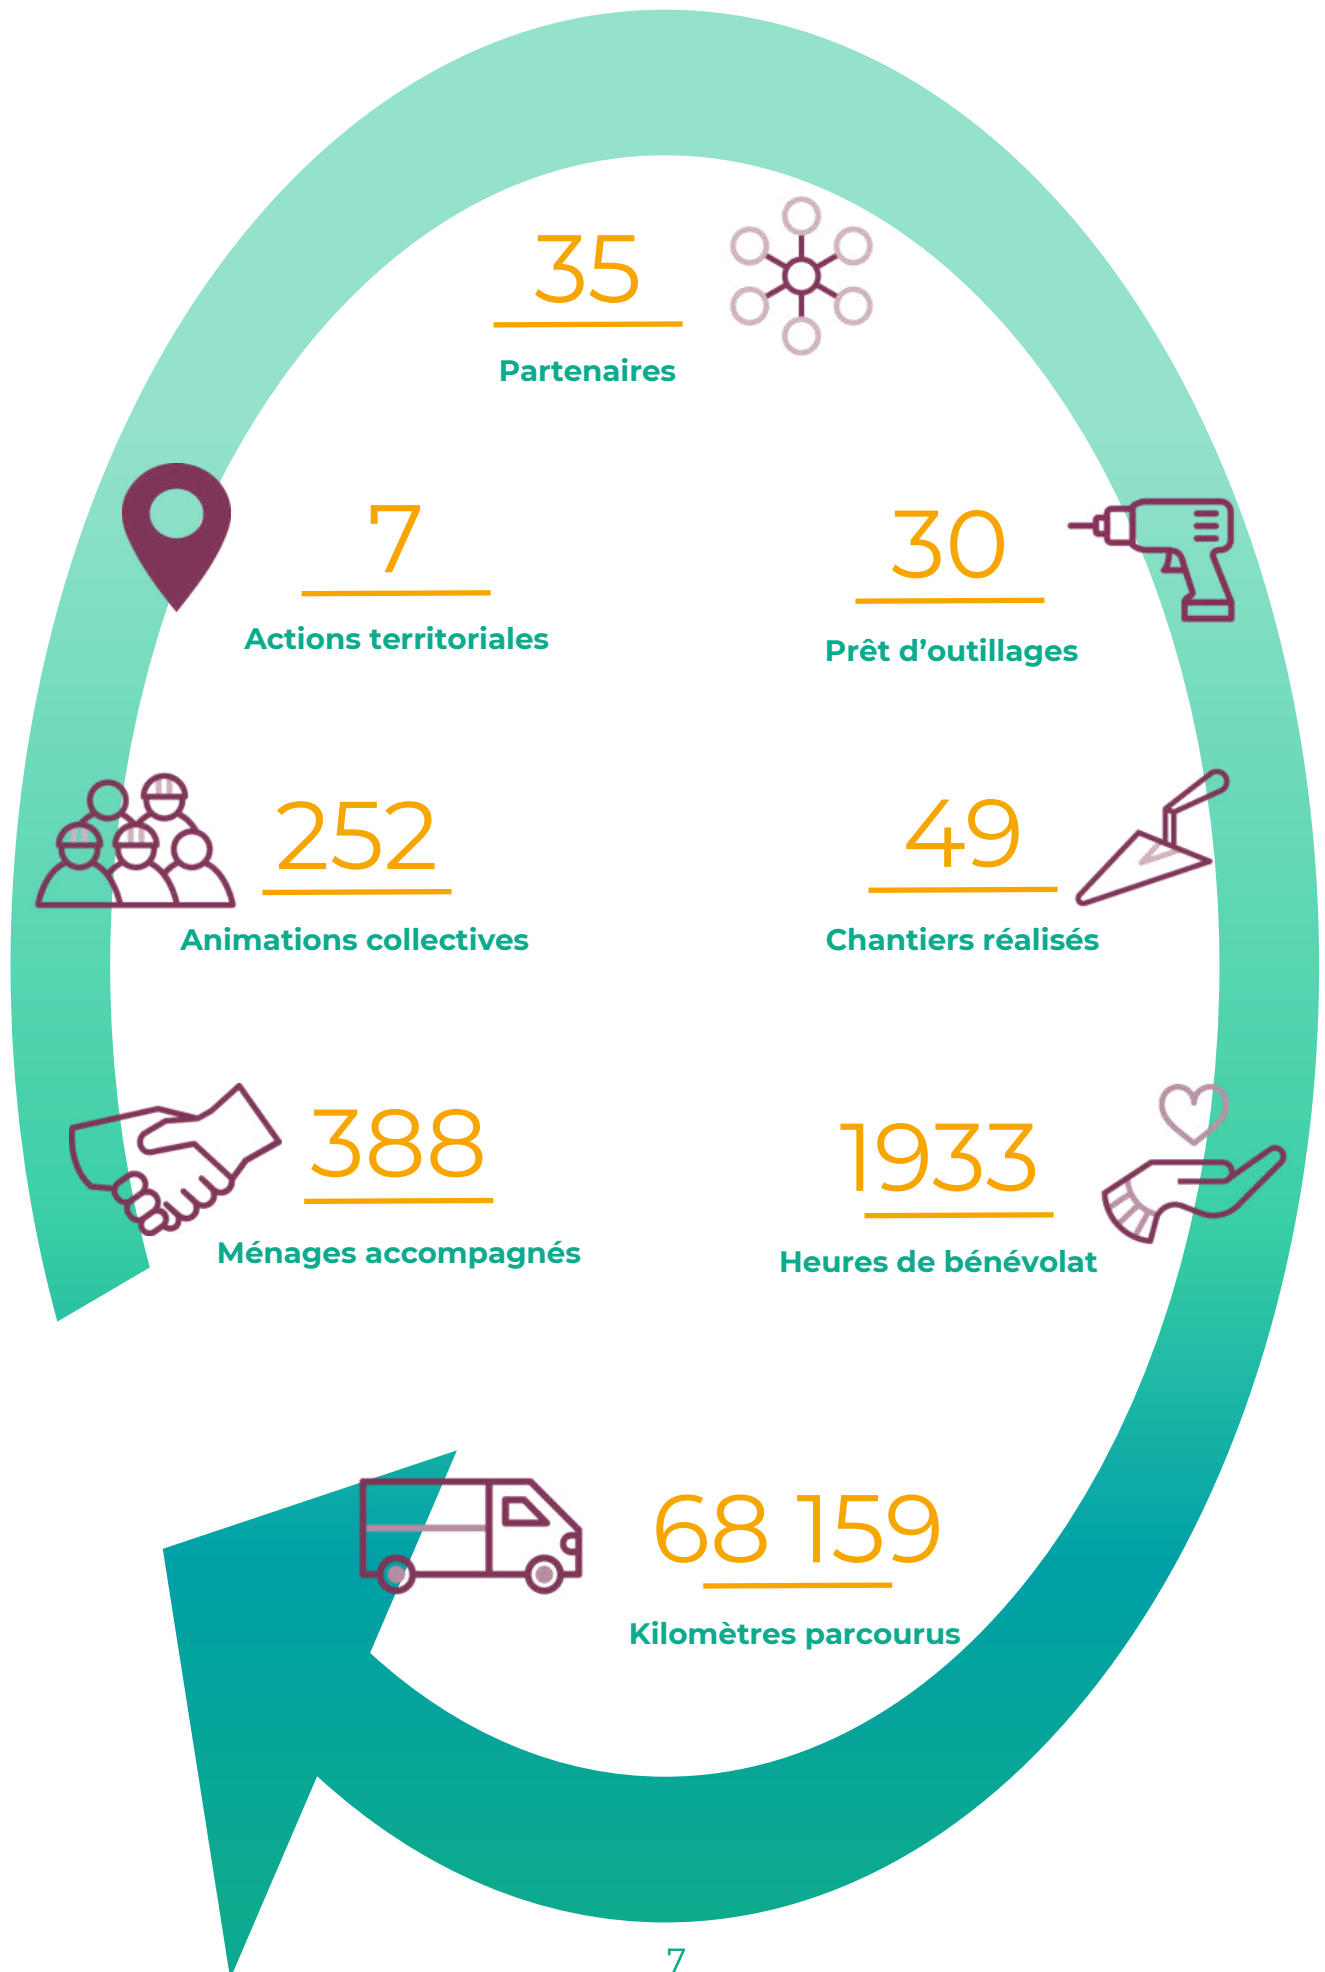 35
Partenaires
7
Actions territoriales
30
Prêt d’outillages
252
Animations collectives
49
Chantiers réalisés
388
Ménages accompagnés
1933
Heures de bénévolat
68 159
Kilomètres parcourus
7